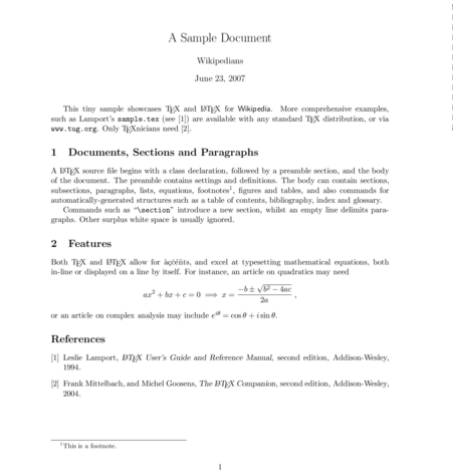 A Sample Document
Wikipedians
June 23, 2007
This tiny sample showcases TeX and LaTeX for Wikipedia. More comprehensive examples,
such as Lamport's sample.tex (see [1]) are available with any standard TeX distribution, or via
www.tug.org. Only TeXnicians need [2].
1 Documents, Sections and Paragraphs
A LaTeX source file begins with a class declaration, followed by a preamble section, and the body
of the document. The preamble contains settings and definitions. The body can contain sections,
subsections, paragraphs, lists, equations, footnotes¹, figures and tables, and also commands for
automatically-generated structures such as a table of contents, bibliography, index and glossary.
Commands such as "\section" introduce a new section, whilst an empty line delimits para-
graphs. Other surplus white space is usually ignored.
2 Features
Both TeX and LaTeX allow for and excel at typesetting mathematical equations, both
in-line or displayed on a line by itself. For instance, an article on quadratics may need
ax² + bx + c = 0 ⟹ x = (−b ± √(b² − 4ac)) / 2a ,
or an article on complex analysis may include e^{iθ} = cos θ + i sin θ.
References
[1] Leslie Lamport, LaTeX User's Guide and Reference Manual, second edition, Addison-Wesley,
1994.
[2] Frank Mittelbach, and Michel Goosens, The LaTeX Companion, second edition, Addison-Wesley,
2004.
¹This is a footnote.
1